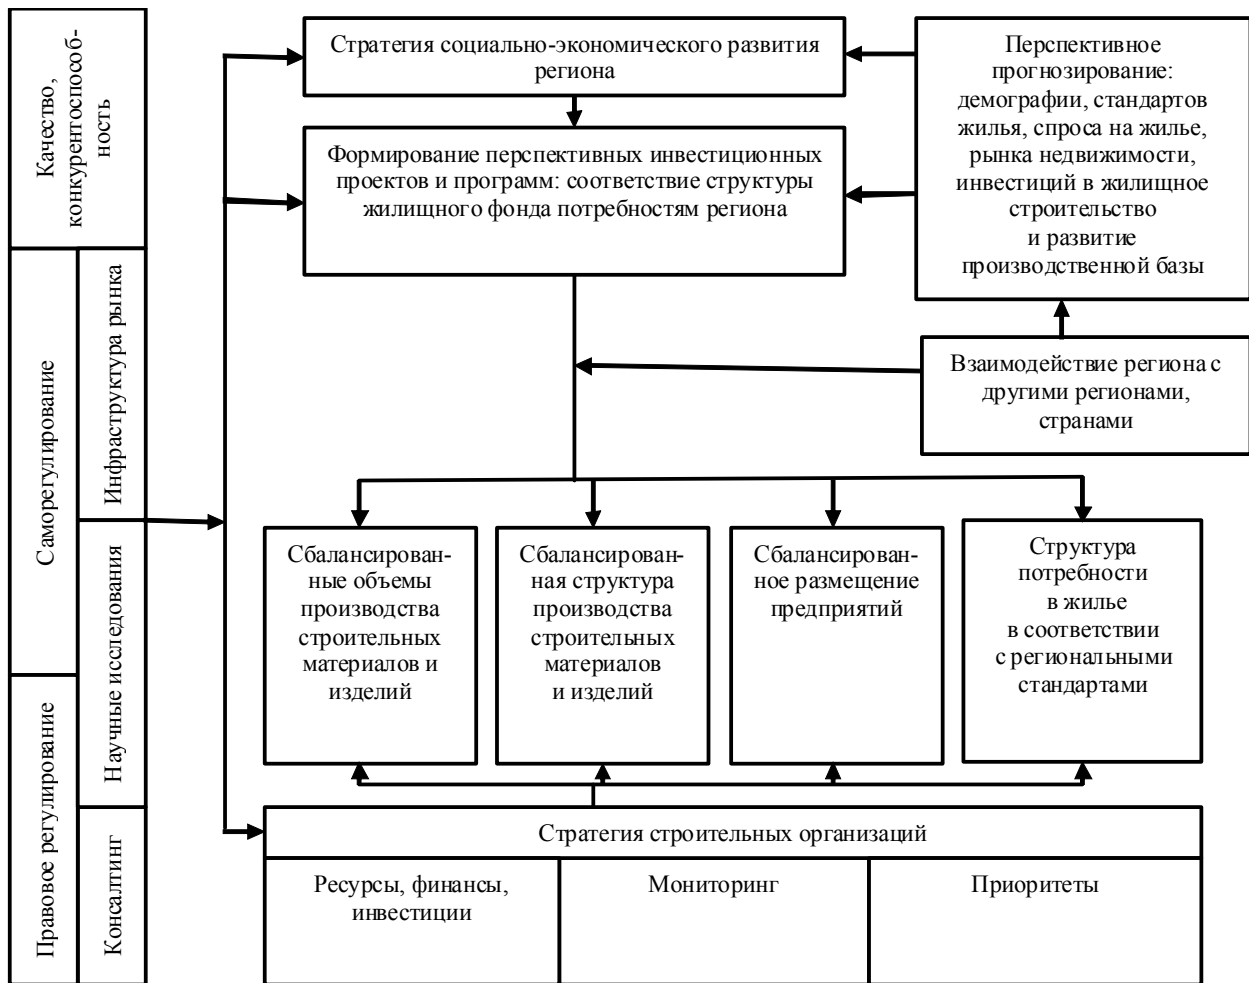 Качество,
конкурентоспособ-
ность
Саморегулирование
Правовое регулирование
Инфраструктура рынка
Научные исследования
Консалтинг
Стратегия социально-экономического развития
региона
Формирование перспективных инвестиционных
проектов и программ: соответствие структуры
жилищного фонда потребностям региона
Перспективное
прогнозирование:
демографии, стандартов
жилья, спроса на жилье,
рынка недвижимости,
инвестиций в жилищное
строительство
и развитие
производственной базы
Взаимодействие региона с
другими регионами,
странами
Сбалансирован-
ные объемы
производства
строительных
материалов и
изделий
Сбалансирован-
ная структура
производства
строительных
материалов
и изделий
Сбалансирован-
ное размещение
предприятий
Структура
потребности
в жилье
в соответствии
с региональными
стандартами
Стратегия строительных организаций
Ресурсы, финансы,
инвестиции
Мониторинг
Приоритеты